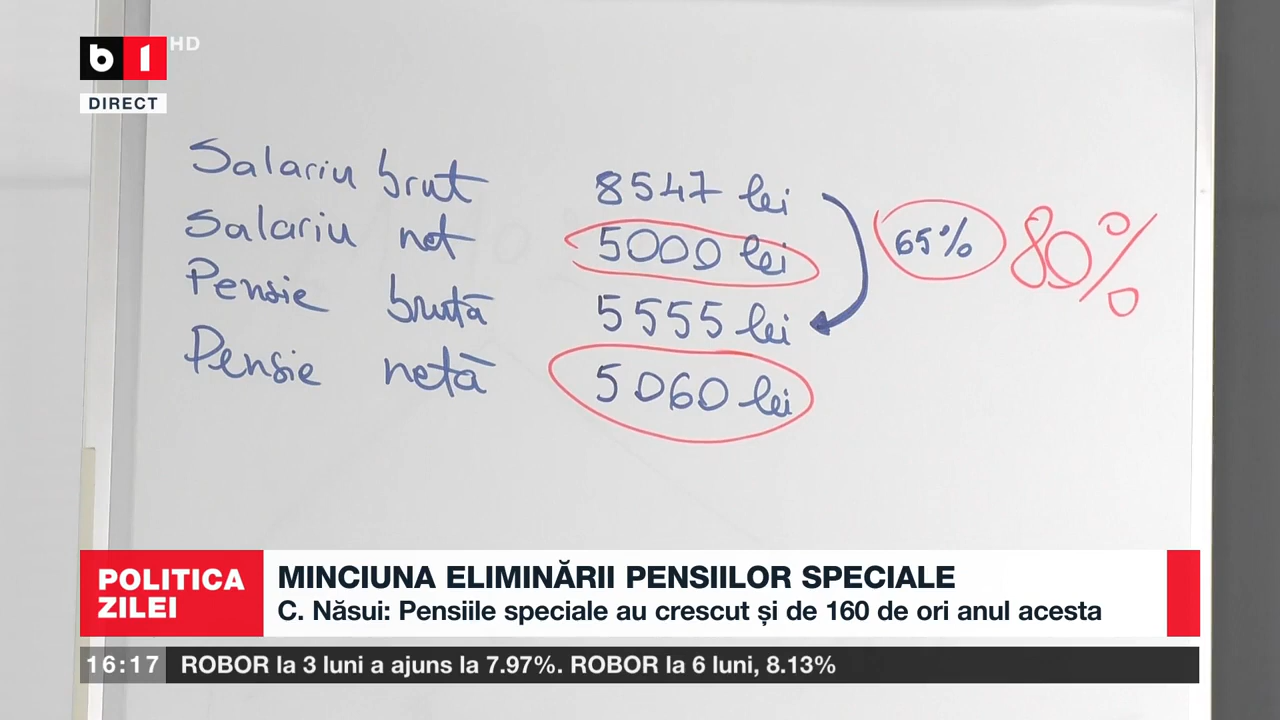 b 1 HD
DIRECT
Salariu brut 8547 lei
Salariu net 5000 lei 65% 80%
Pensie brută 5555 lei
Pensie netă 5060 lei
POLITICA ZILEI
MINCIUNA ELIMINĂRII PENSIILOR SPECIALE
C. Năsui: Pensiile speciale au crescut și de 160 de ori anul acesta
16:17 ROBOR la 3 luni a ajuns la 7.97%. ROBOR la 6 luni, 8.13%